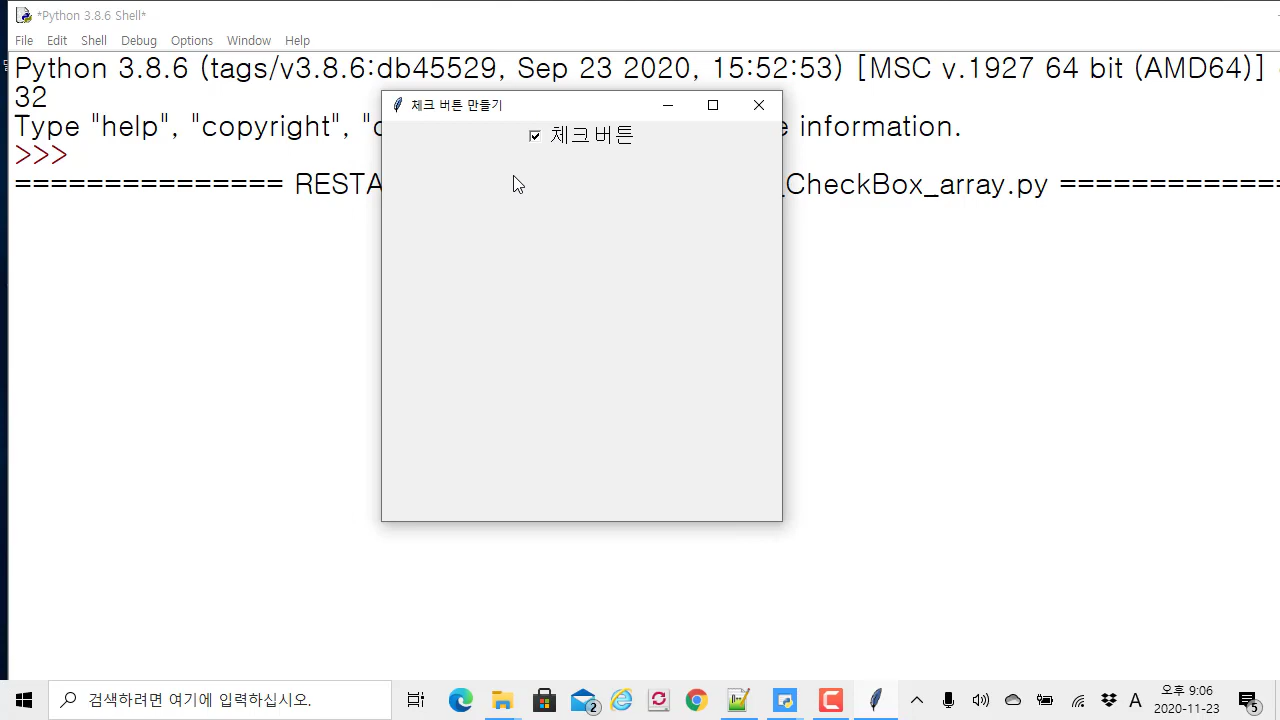 *Python 3.8.6 Shell*
File Edit Shell Debug Options Window Help
Python 3.8.6 (tags/v3.8.6:db45529, Sep 23 2020, 15:52:53) [MSC v.1927 64 bit (AMD64)]
32
체크 버튼 만들기
Type "help", "copyright", "c
체크버튼
e information.
>>>
=============== RESTA
_CheckBox_array.py =============
검색하려면 여기에 입력하십시오.
2
A
오후 9:06
2020-11-23
5